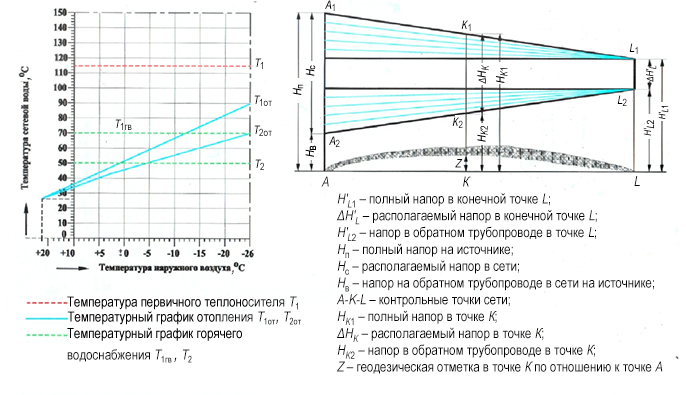 Температура сетевой воды, °С
150
140
130
120
110
100
90
80
70
60
50
40
30
20
10
0
T1
T1от
T1гв
T2от
T2
+20
+10
+5
±0
-5
-10
-15
-20
-26
Температура наружного воздуха, °С
Температура первичного теплоносителя T1
Температурный график отопления T1от, T2от
Температурный график горячего
водоснабжения T1гв , T2
A1
K1
L1
Hп
Hс
ΔHK
HK1
ΔH'L
L2
K2
HK2
H'L2
H'L1
A2
Hв
Z
A
K
L
H'L1 – полный напор в конечной точке L;
ΔH'L – располагаемый напор в конечной точке L;
H'L2 – напор в обратном трубопроводе в точке L;
Hп – полный напор на источнике;
Hс – располагаемый напор в сети;
Hв – напор на обратном трубопроводе в сети на источнике;
A-K-L – контрольные точки сети;
HK1 – полный напор в точке K;
ΔHK – располагаемый напор в точке K;
HK2 – напор в обратном трубопроводе в точке K;
Z – геодезическая отметка в точке K по отношению к точке A